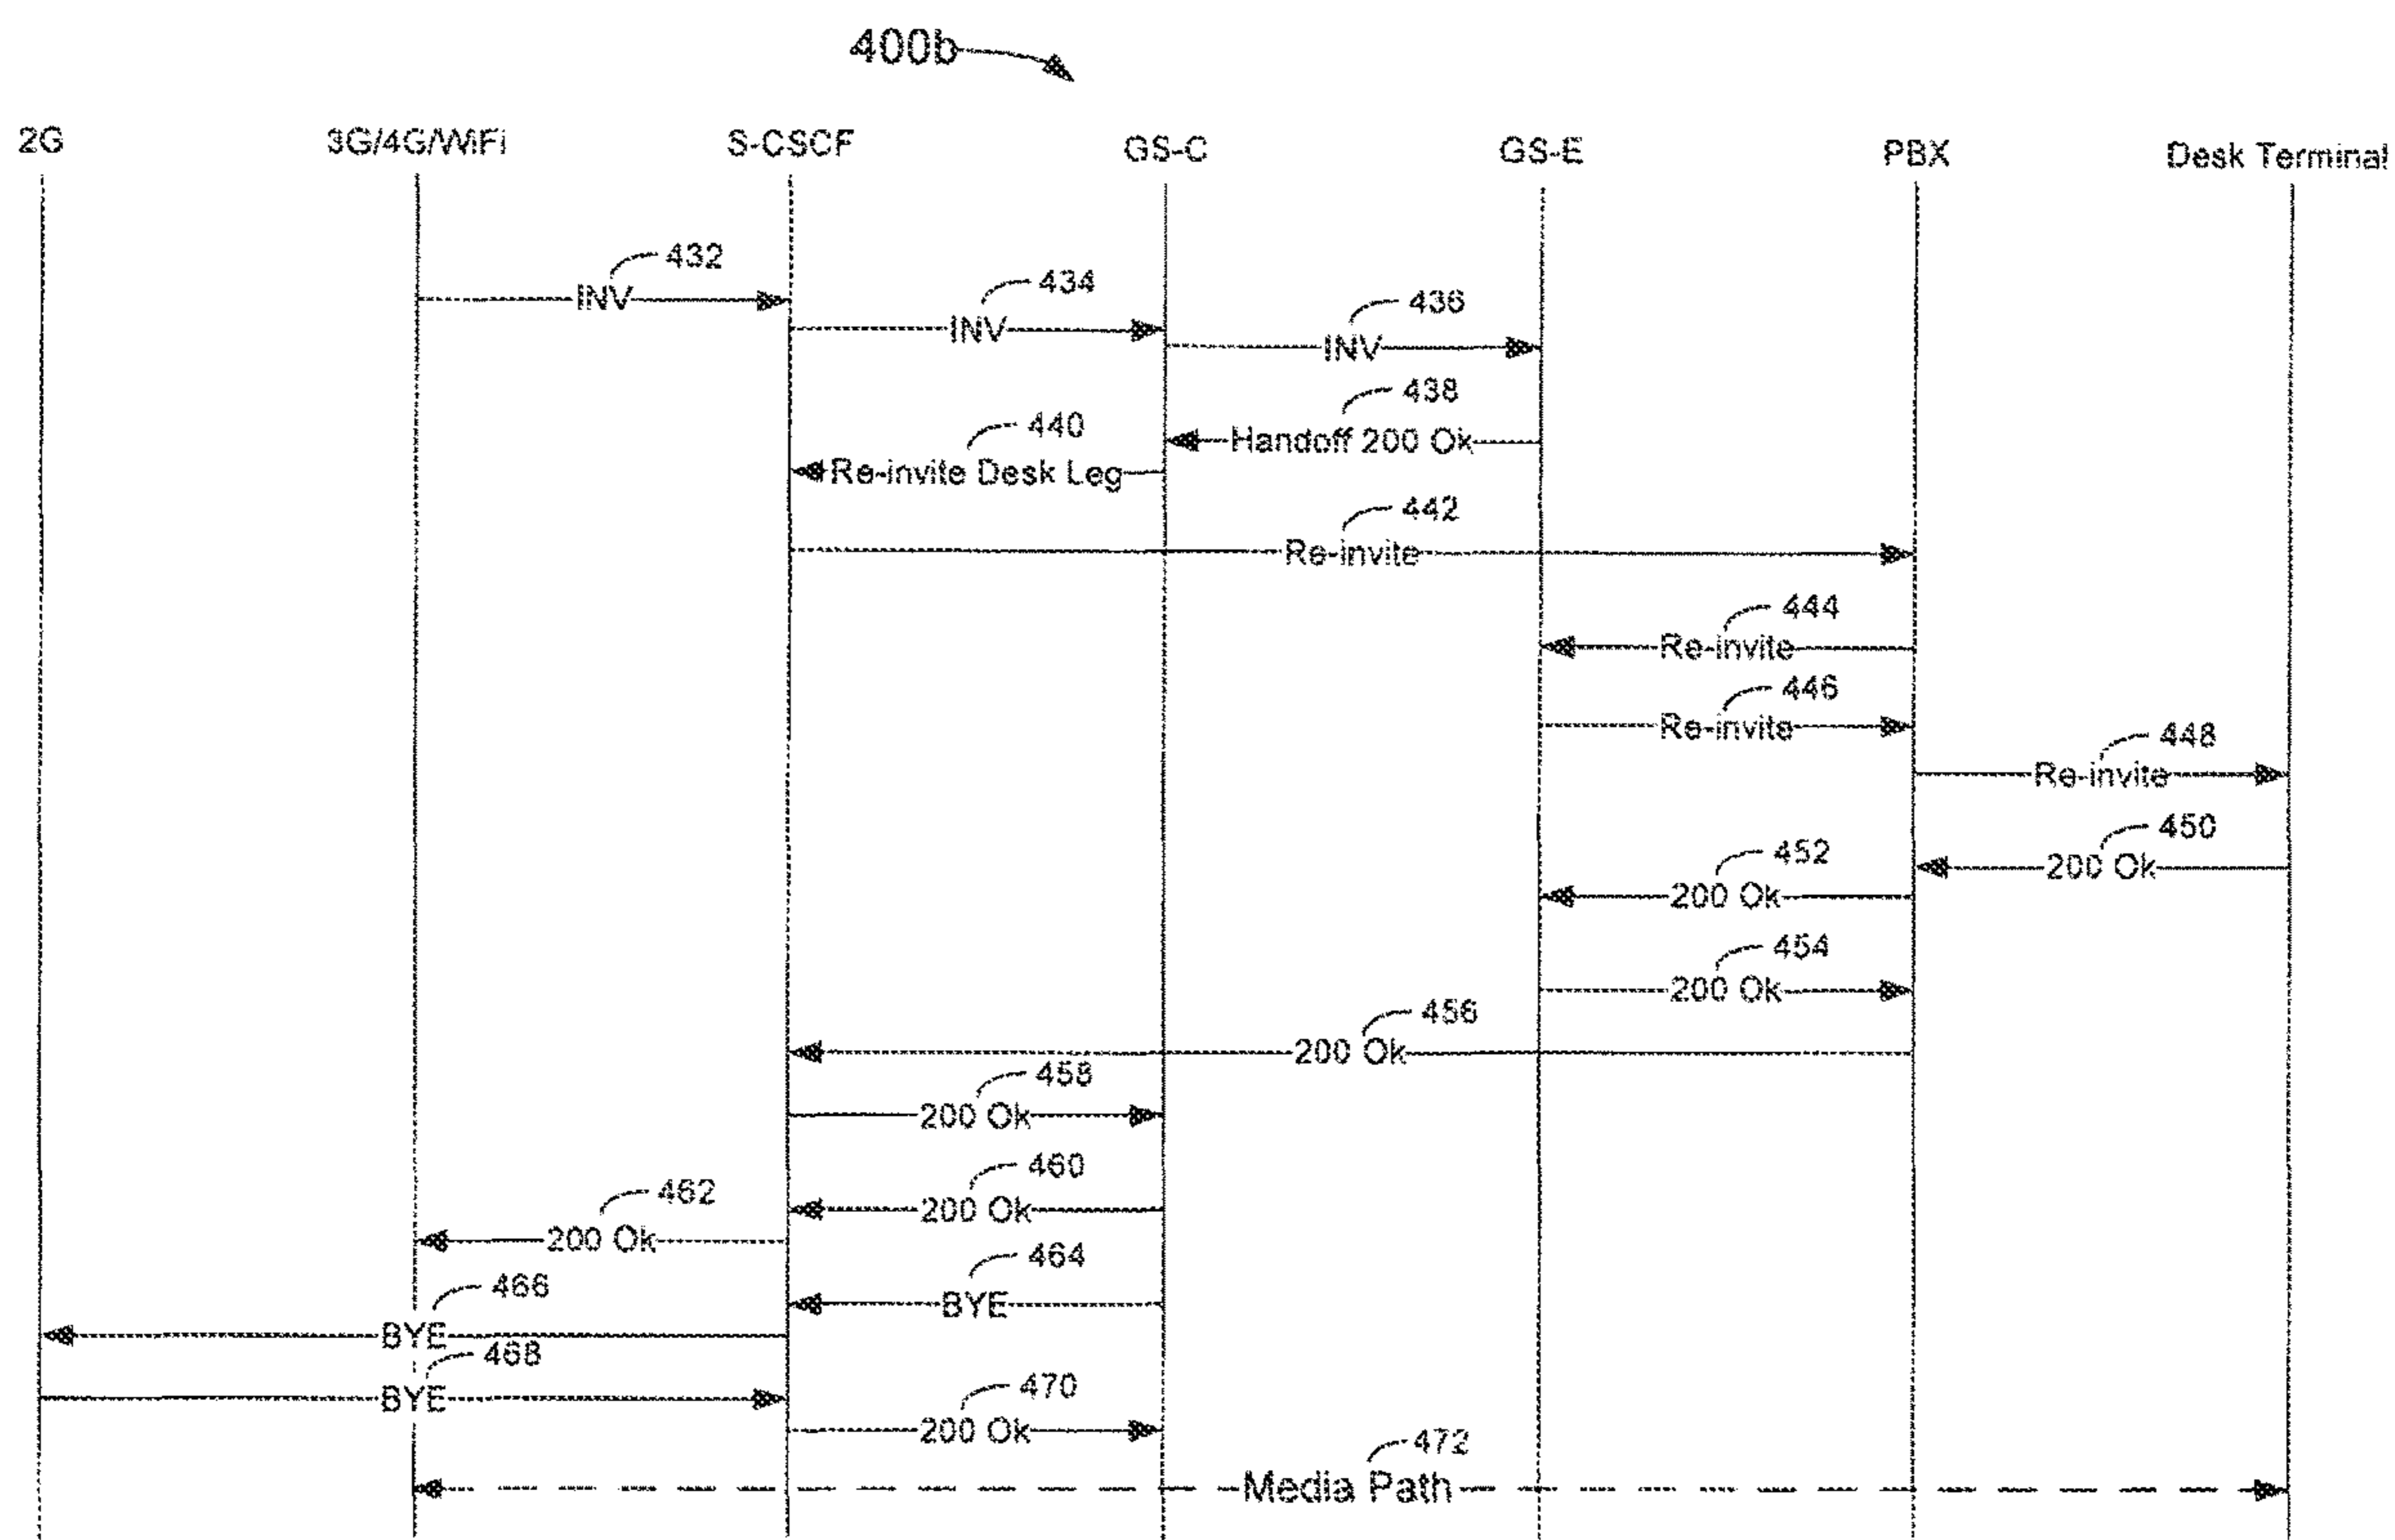 400b
2G 3G/4G/WiFi S-CSCF GS-C GS-E PBX Desk Terminal
432
INV
434
INV
436
INV
438
Handoff 200 Ok
440
Re-invite Desk Leg
442
Re-invite
444
Re-invite
446
Re-invite
448
Re-invite
450
200 Ok
452
200 Ok
454
200 Ok
456
200 Ok
458
200 Ok
460
200 Ok
462
200 Ok
464
BYE
466
BYE
468
BYE
470
200 Ok
472
Media Path